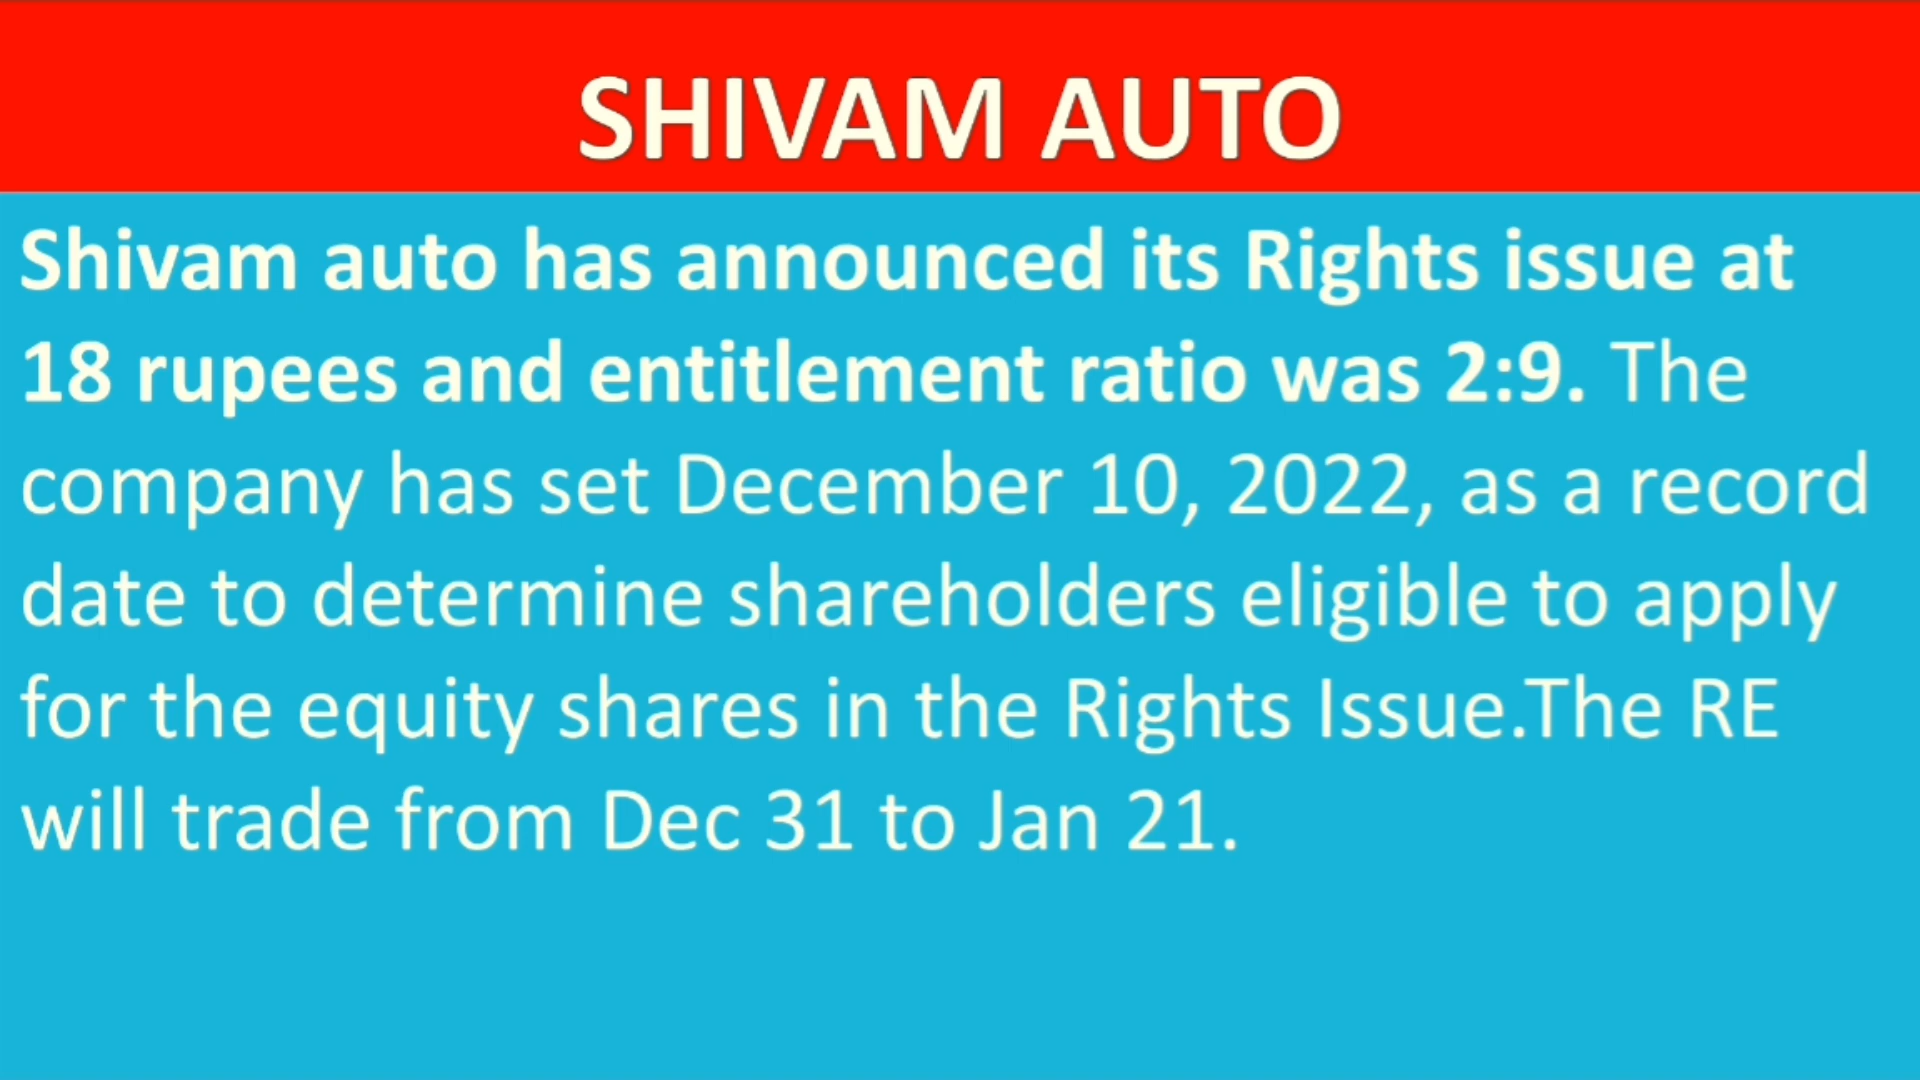 SHIVAM AUTO
Shivam auto has announced its Rights issue at
18 rupees and entitlement ratio was 2:9. The
company has set December 10, 2022, as a record
date to determine shareholders eligible to apply
for the equity shares in the Rights Issue.The RE
will trade from Dec 31 to Jan 21.